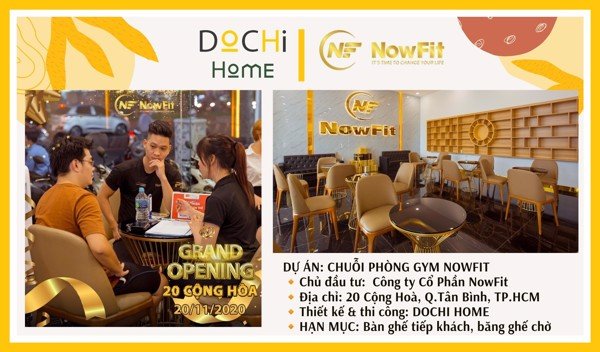 DOCHi
HOME
NF NowFit
IT'S TIME TO CHANGE YOUR LIFE
NF NowFit
GRAND
OPENING
20 CỘNG HÒA
20/11/2020
NF
NowFit
DỰ ÁN: CHUỖI PHÒNG GYM NOWFIT
Chủ đầu tư: Công ty Cổ Phần NowFit
Địa chỉ: 20 Cộng Hoà, Q.Tân Bình, TP.HCM
Thiết kế & thi công: DOCHI HOME
HẠN MỤC: Bàn ghế tiếp khách, băng ghế chờ